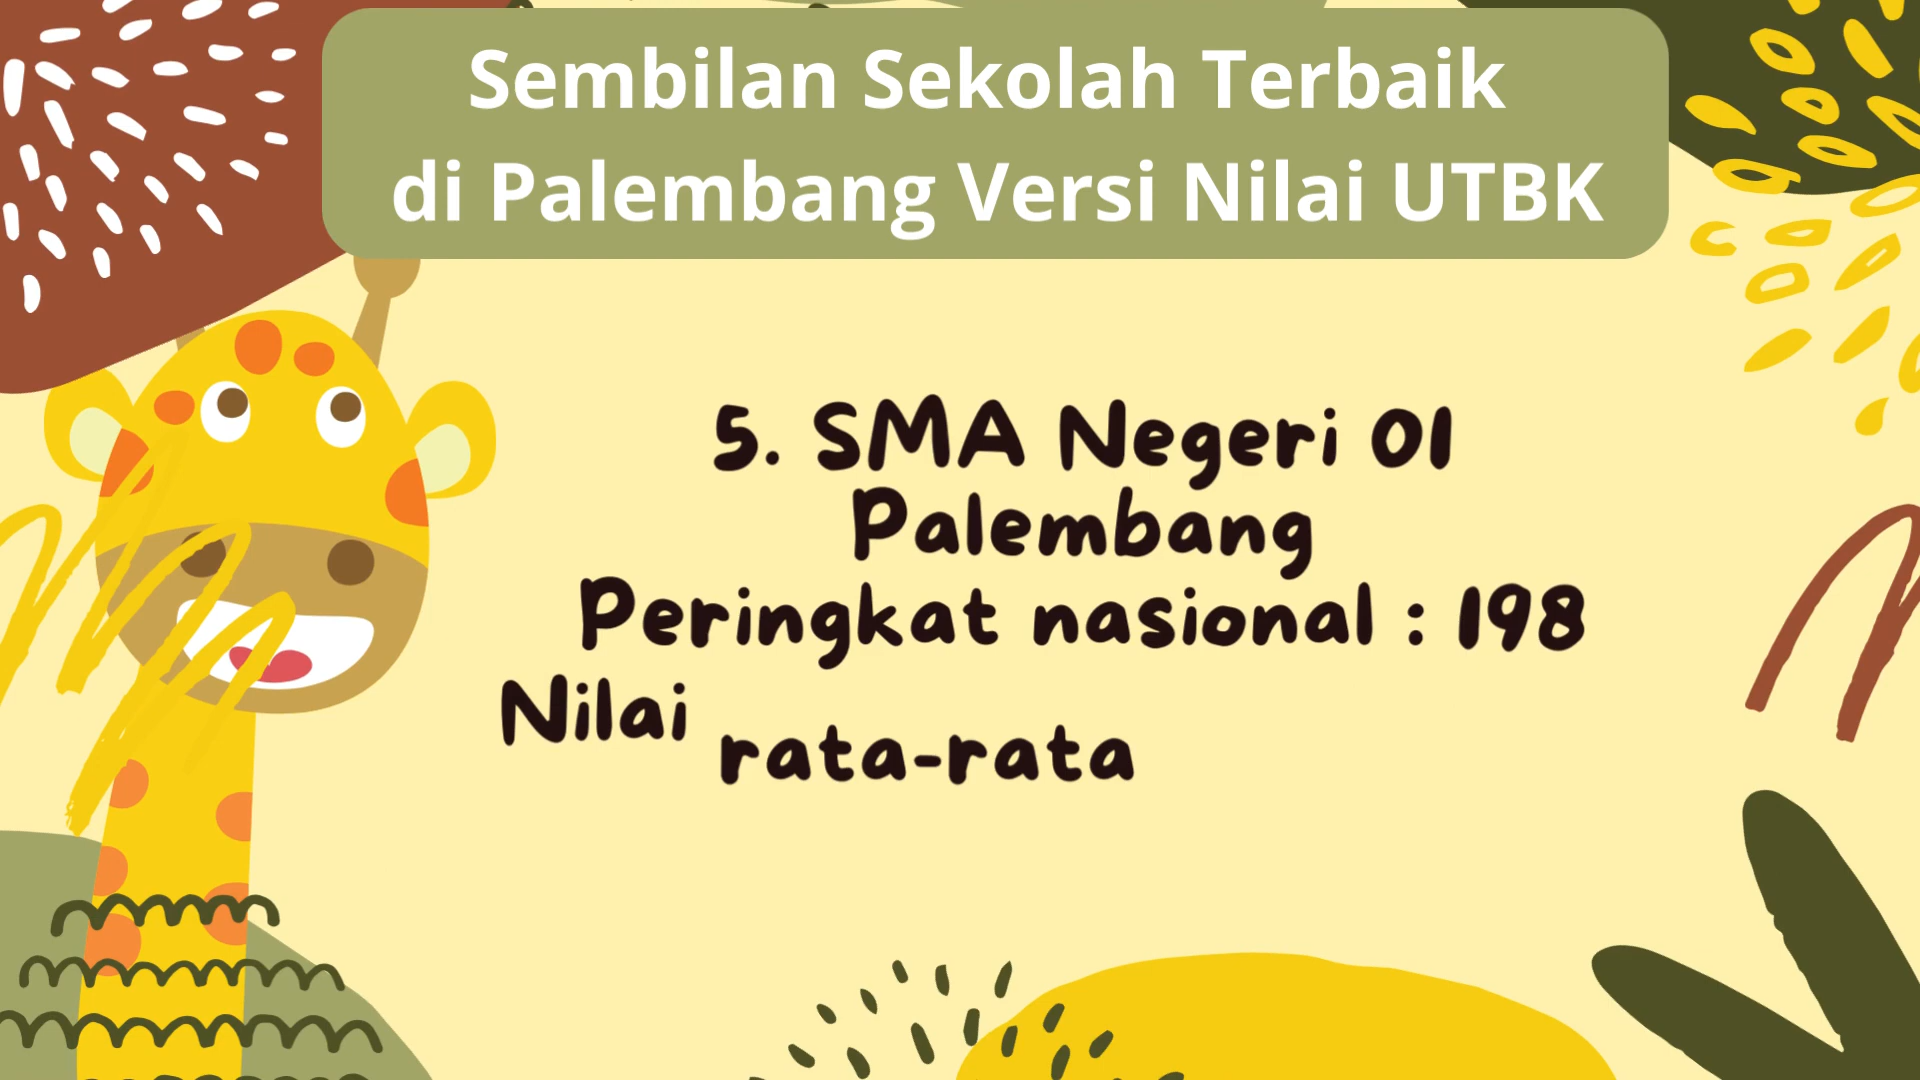 Sembilan Sekolah Terbaik
di Palembang Versi Nilai UTBK
5. SMA Negeri 01
Palembang
Peringkat nasional : 198
Nilai rata-rata